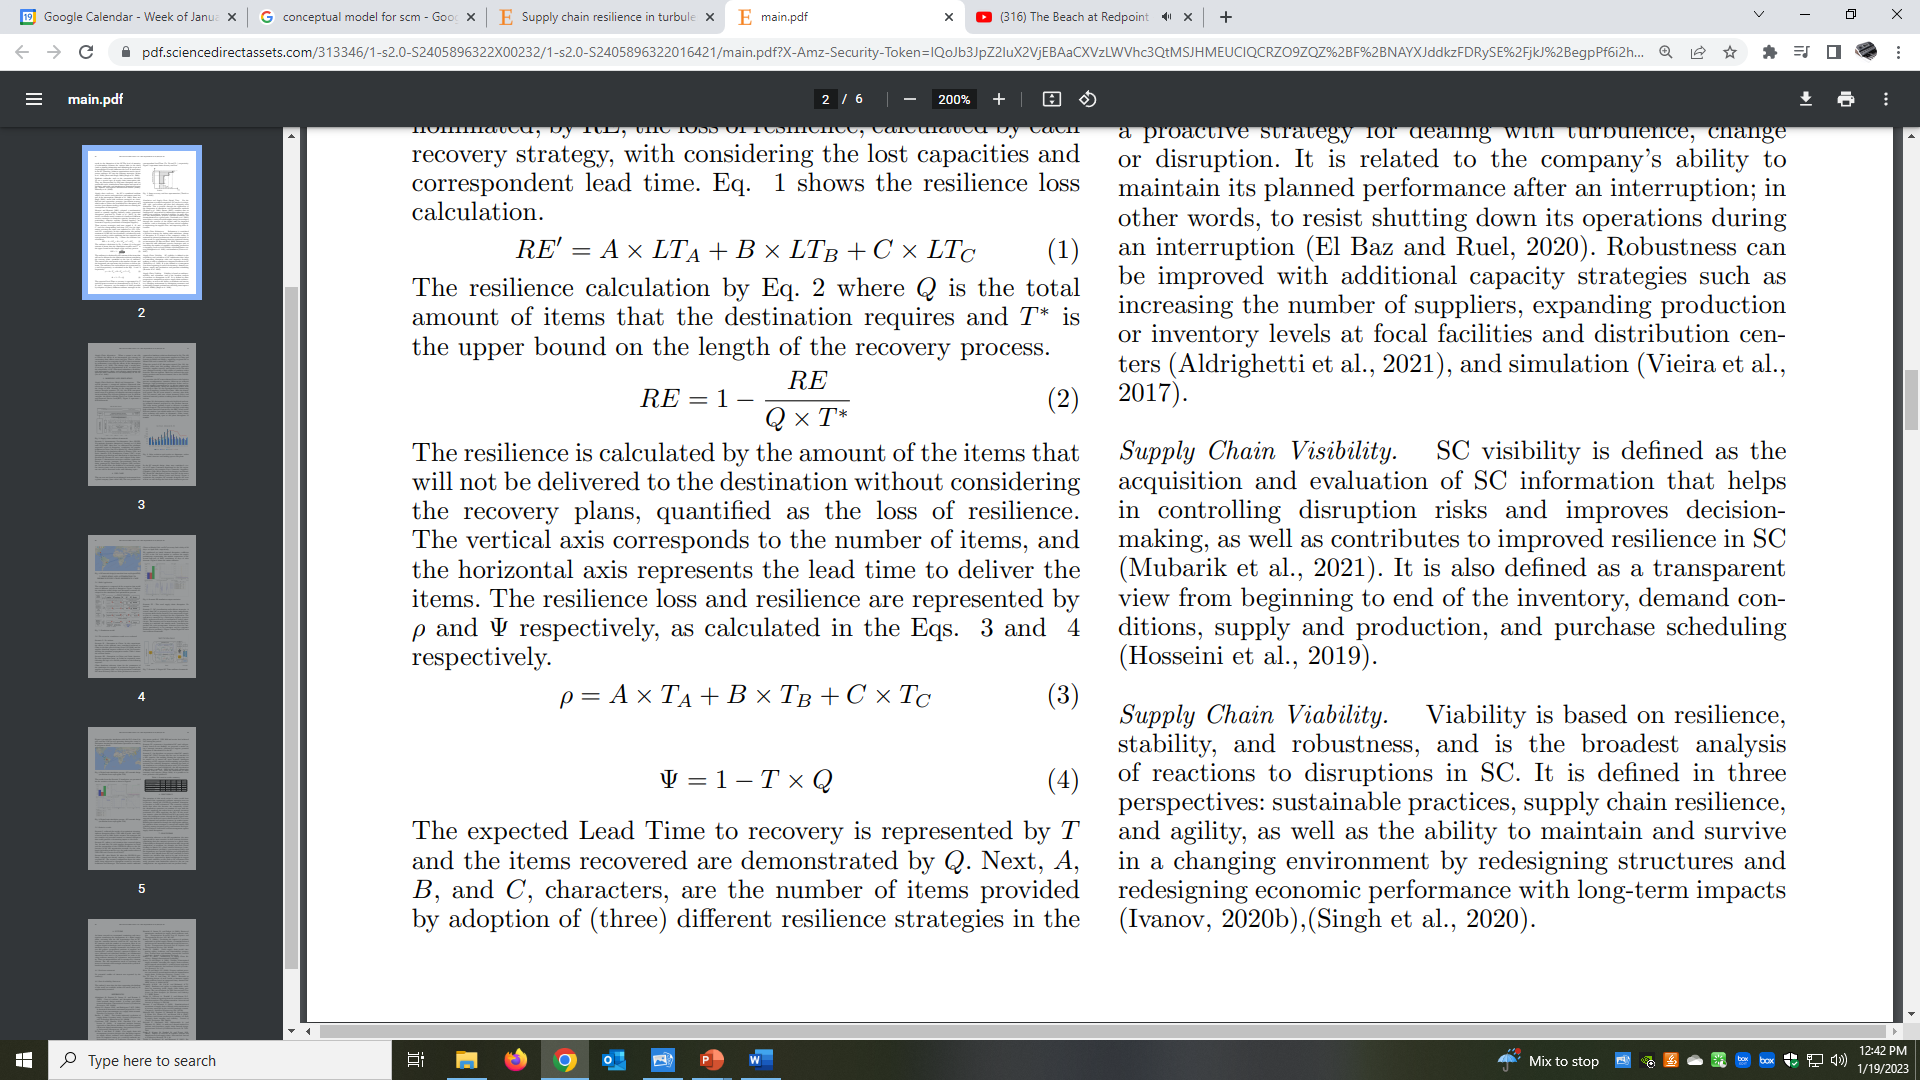 Google Calendar - Week of Janua
conceptual model for scm - Goo
Supply chain resilience in turbule
main.pdf
(316) The Beach at Redpoint
pdf.sciencedirectassets.com/313346/1-s2.0-S2405896322X00232/1-s2.0-S2405896322016421/main.pdf?X-Amz-Security-Token=IQoJb3JpZ2luX2VjEBAaCXVzLWVhc3QtMSJHMEUCIQCRZO9ZQZ%2BF%2BNAYXJddkzFDRySE%2FjkJ%2BegpPf6i2h...
main.pdf
2 / 6
200%
2
3
4
5
nominated, by RE, the loss of resilience, calculated by each
recovery strategy, with considering the lost capacities and
correspondent lead time. Eq. 1 shows the resilience loss
calculation.
RE′ = A × LT_A + B × LT_B + C × LT_C (1)
The resilience calculation by Eq. 2 where Q is the total
amount of items that the destination requires and T* is
the upper bound on the length of the recovery process.
RE = 1 − RE / Q × T* (2)
The resilience is calculated by the amount of the items that
will not be delivered to the destination without considering
the recovery plans, quantified as the loss of resilience.
The vertical axis corresponds to the number of items, and
the horizontal axis represents the lead time to deliver the
items. The resilience loss and resilience are represented by
ρ and Ψ respectively, as calculated in the Eqs. 3 and 4
respectively.
ρ = A × T_A + B × T_B + C × T_C (3)
Ψ = 1 − T × Q (4)
The expected Lead Time to recovery is represented by T
and the items recovered are demonstrated by Q. Next, A,
B, and C, characters, are the number of items provided
by adoption of (three) different resilience strategies in the
a proactive strategy for dealing with turbulence, change
or disruption. It is related to the company's ability to
maintain its planned performance after an interruption; in
other words, to resist shutting down its operations during
an interruption (El Baz and Ruel, 2020). Robustness can
be improved with additional capacity strategies such as
increasing the number of suppliers, expanding production
or inventory levels at focal facilities and distribution cen-
ters (Aldrighetti et al., 2021), and simulation (Vieira et al.,
2017).
Supply Chain Visibility. SC visibility is defined as the
acquisition and evaluation of SC information that helps
in controlling disruption risks and improves decision-
making, as well as contributes to improved resilience in SC
(Mubarik et al., 2021). It is also defined as a transparent
view from beginning to end of the inventory, demand con-
ditions, supply and production, and purchase scheduling
(Hosseini et al., 2019).
Supply Chain Viability. Viability is based on resilience,
stability, and robustness, and is the broadest analysis
of reactions to disruptions in SC. It is defined in three
perspectives: sustainable practices, supply chain resilience,
and agility, as well as the ability to maintain and survive
in a changing environment by redesigning structures and
redesigning economic performance with long-term impacts
(Ivanov, 2020b),(Singh et al., 2020).
Type here to search
Mix to stop
12:42 PM
1/19/2023